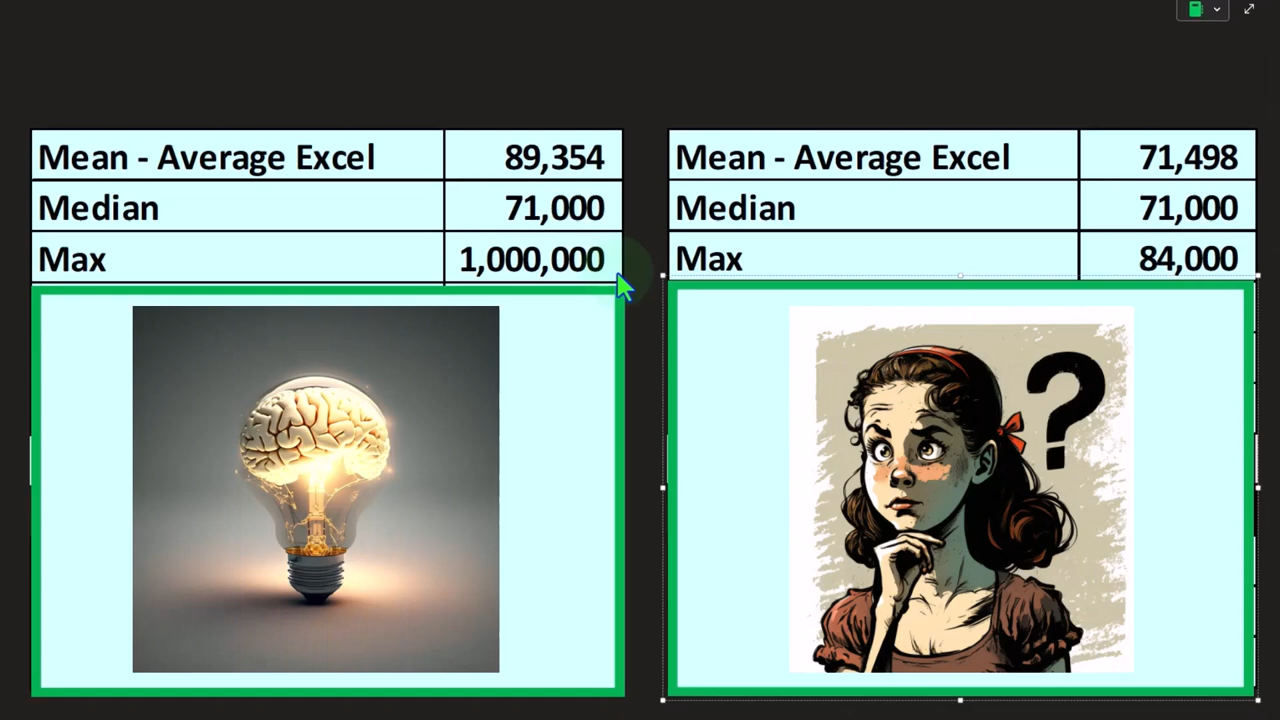 Mean - Average Excel 89,354
Median 71,000
Max 1,000,000
Mean - Average Excel 71,498
Median 71,000
Max 84,000
?